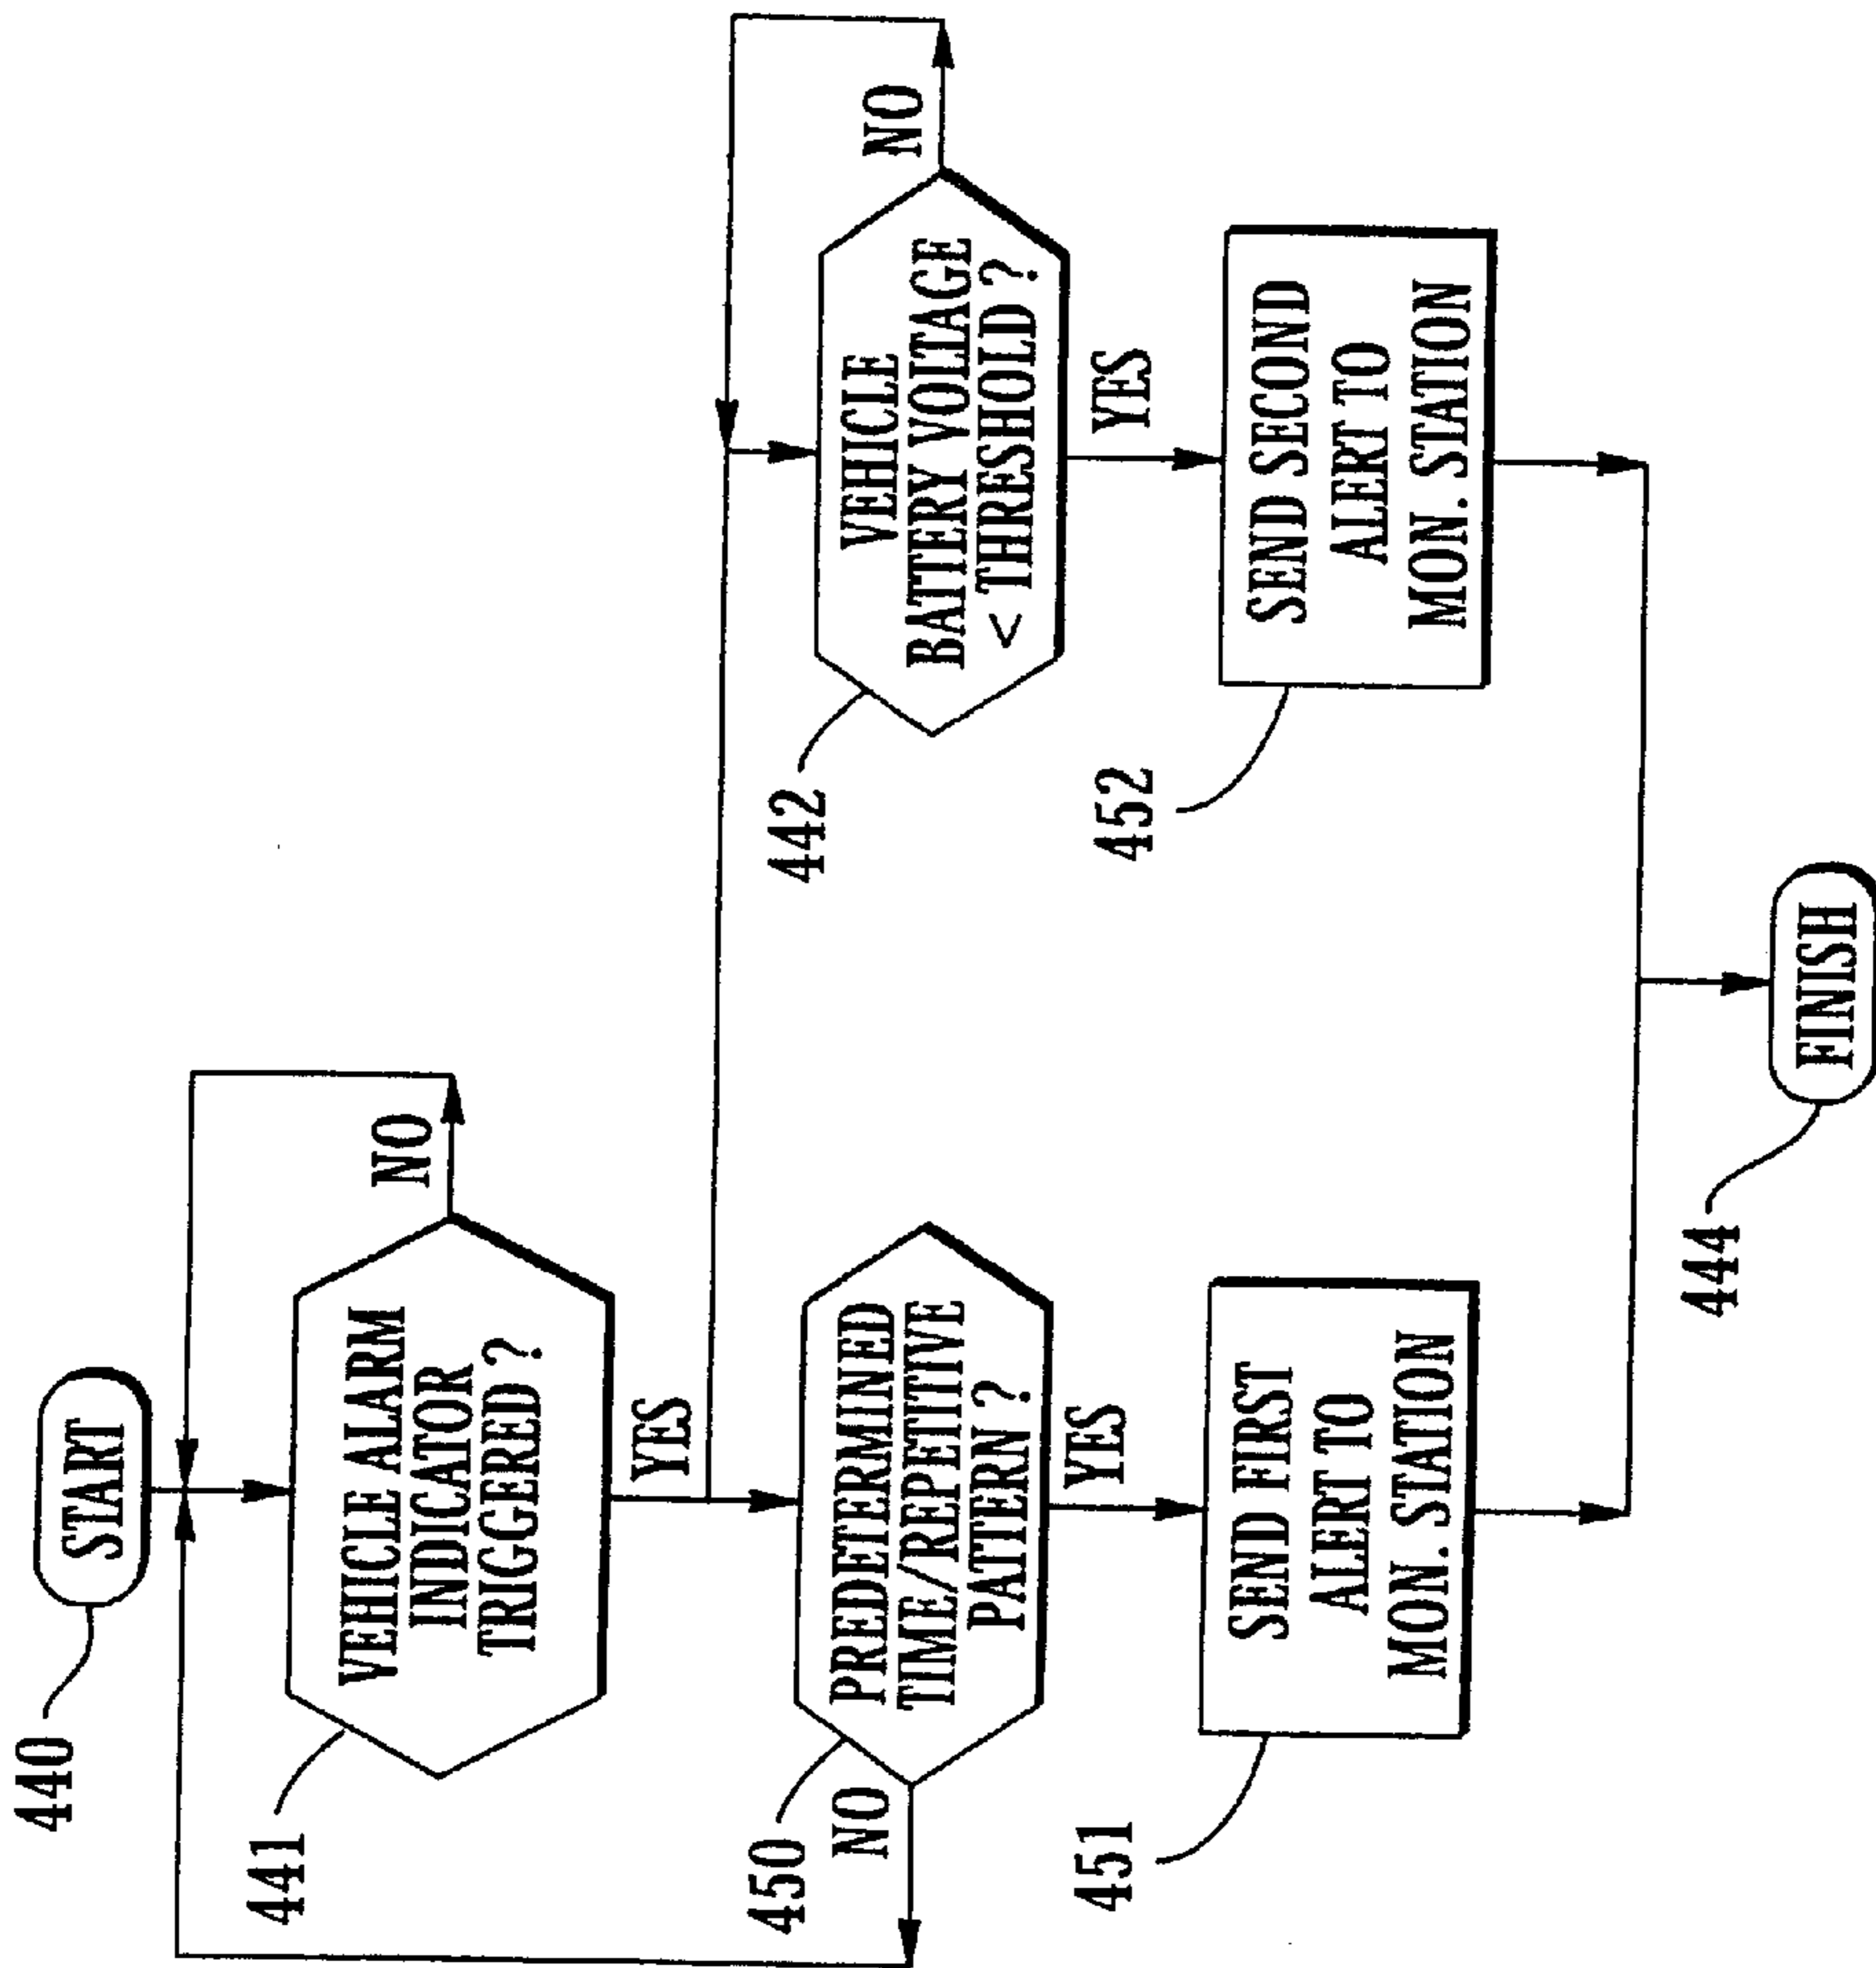 440
START
441
VEHICLE ALARM
INDICATOR
TRIGGERED?
NO
YES
450
PREDETERMINED
TIME/REPETITIVE
PATTERN?
NO
YES
451
SEND FIRST
ALERT TO
MON. STATION
442
VEHICLE
BATTERY VOLTAGE
< THRESHOLD?
NO
YES
452
SEND SECOND
ALERT TO
MON. STATION
444
FINISH